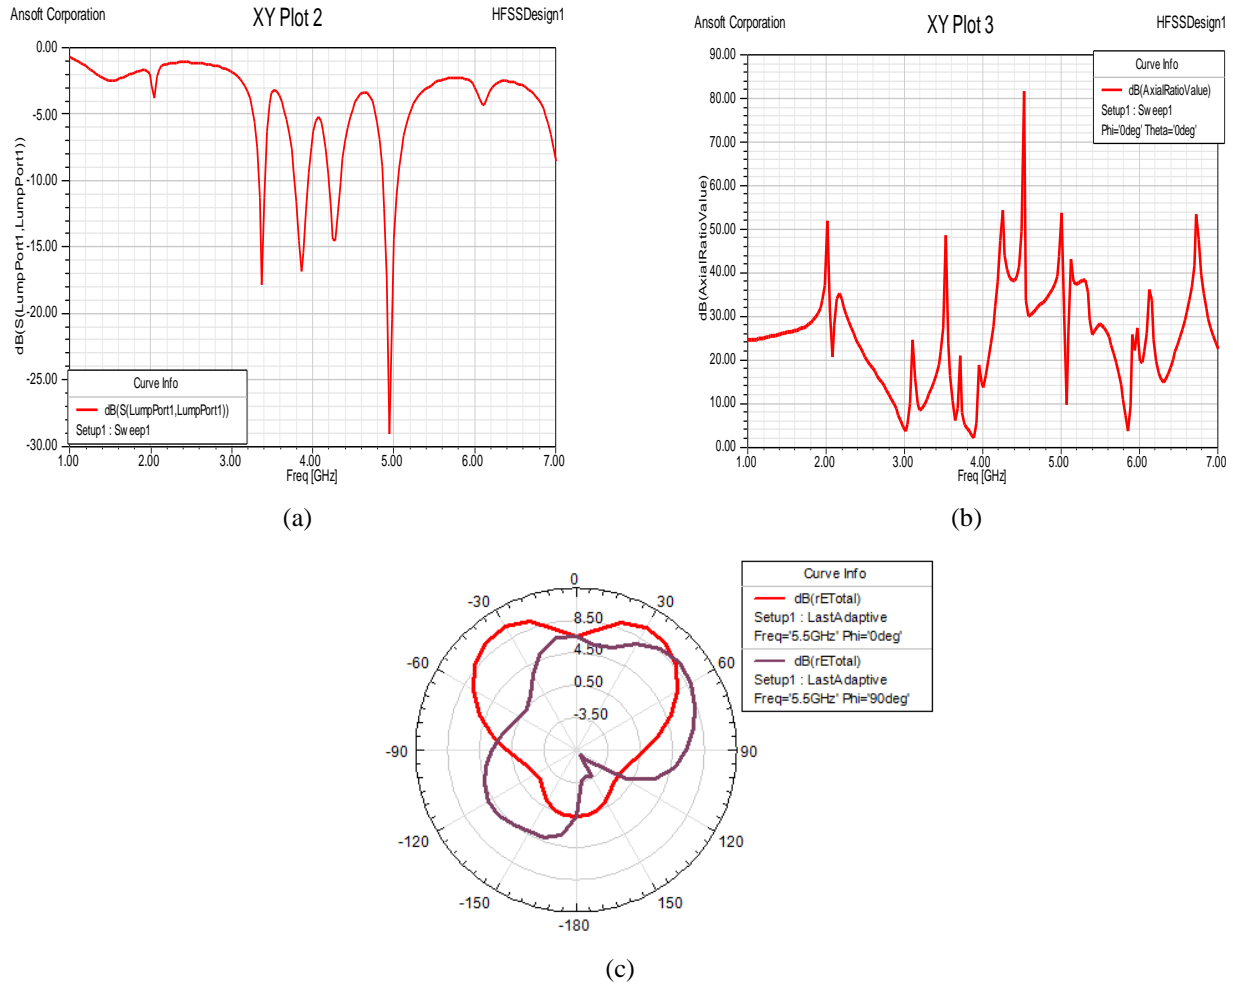 Ansoft Corporation
XY Plot 2
HFSSDesign1
0.00
-5.00
-10.00
-15.00
-20.00
-25.00
-30.00
dB(S(LumpPort1,LumpPort1))
Curve Info
dB(S(LumpPort1,LumpPort1))
Setup1 : Sweep1
1.00
2.00
3.00
4.00
5.00
6.00
7.00
Freq [GHz]
(a)
Ansoft Corporation
XY Plot 3
HFSSDesign1
90.00
80.00
70.00
60.00
50.00
40.00
30.00
20.00
10.00
0.00
dB(AxialRatioValue)
Curve Info
dB(AxialRatioValue)
Setup1 : Sweep1
Phi='0deg' Theta='0deg'
1.00
2.00
3.00
4.00
5.00
6.00
7.00
Freq [GHz]
(b)
0
30
60
90
120
150
-180
-150
-120
-90
-60
-30
8.50
4.50
0.50
-3.50
Curve Info
dB(rETotal)
Setup1 : LastAdaptive
Freq='5.5GHz' Phi='0deg'
dB(rETotal)
Setup1 : LastAdaptive
Freq='5.5GHz' Phi='90deg'
(c)